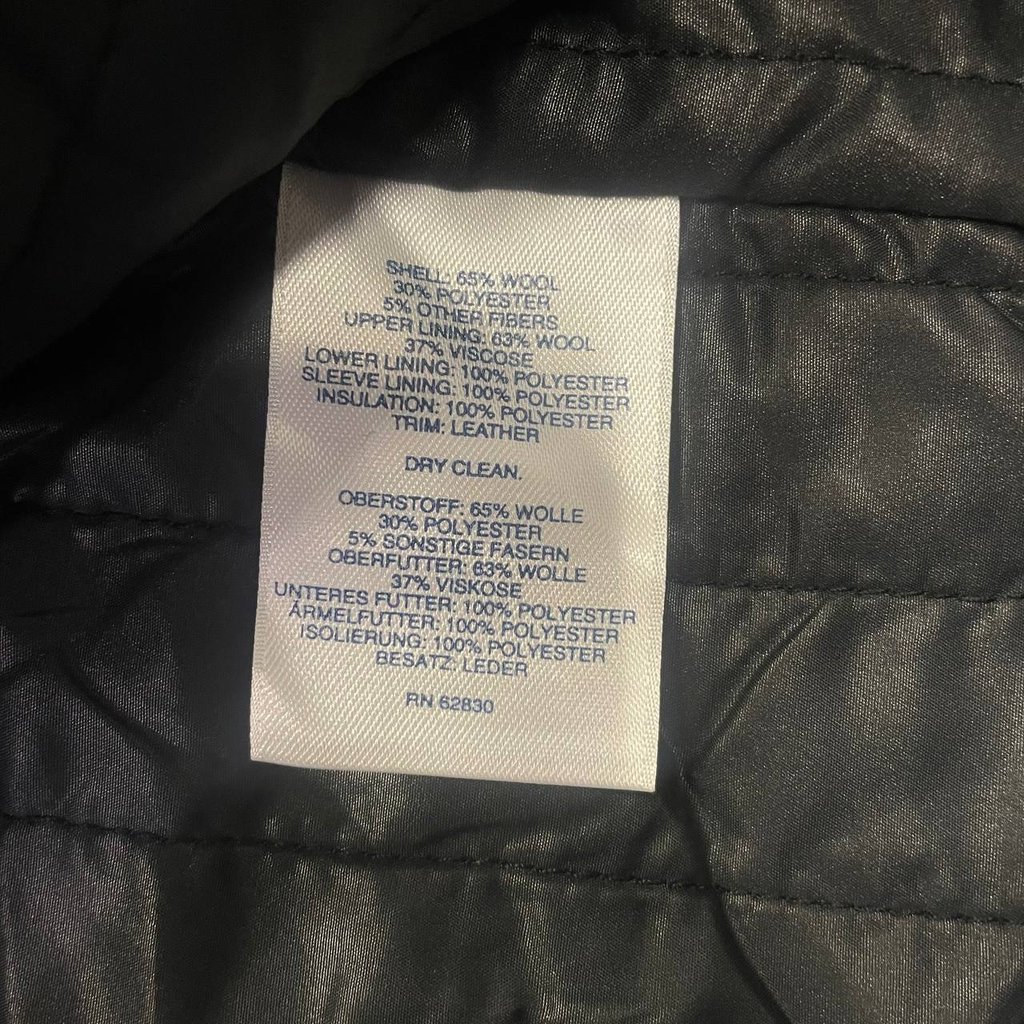 SHELL: 65% WOOL
30% POLYESTER
5% OTHER FIBERS
UPPER LINING: 63% WOOL
37% VISCOSE
LOWER LINING: 100% POLYESTER
SLEEVE LINING: 100% POLYESTER
INSULATION: 100% POLYESTER
TRIM: LEATHER
DRY CLEAN.
OBERSTOFF: 65% WOLLE
30% POLYESTER
5% SONSTIGE FASERN
OBERFUTTER: 63% WOLLE
37% VISKOSE
UNTERES FUTTER: 100% POLYESTER
ÄRMELFUTTER: 100% POLYESTER
ISOLIERUNG: 100% POLYESTER
BESATZ: LEDER
RN 62830